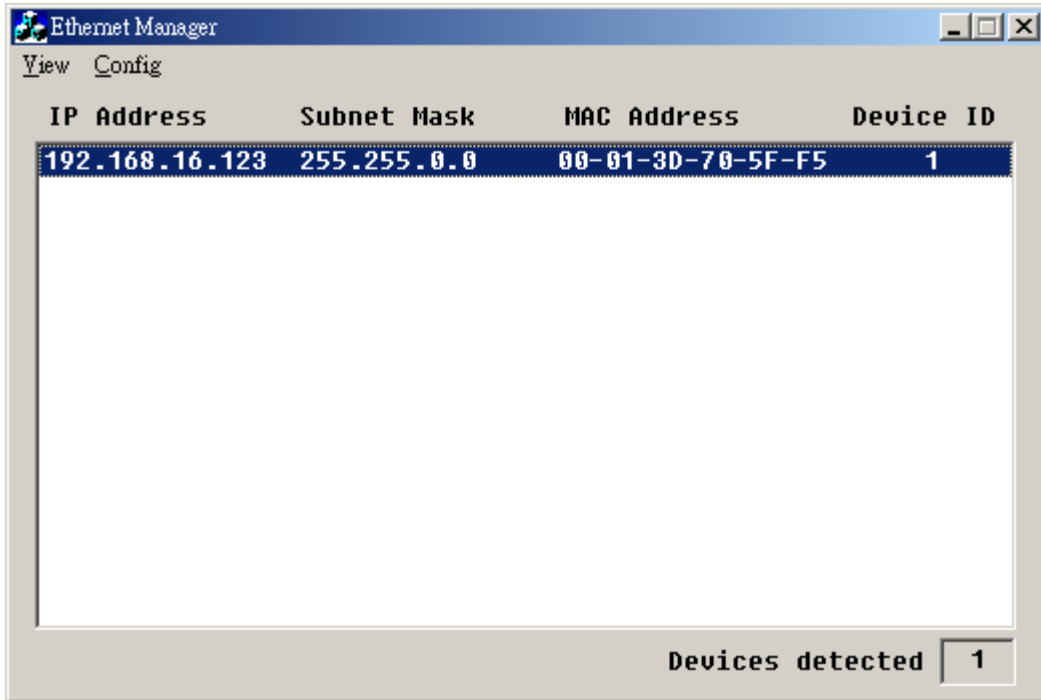 Ethernet Manager
View Config
IP Address Subnet Mask MAC Address Device ID
192.168.16.123 255.255.0.0 00-01-3D-70-5F-F5 1
Devices detected 1